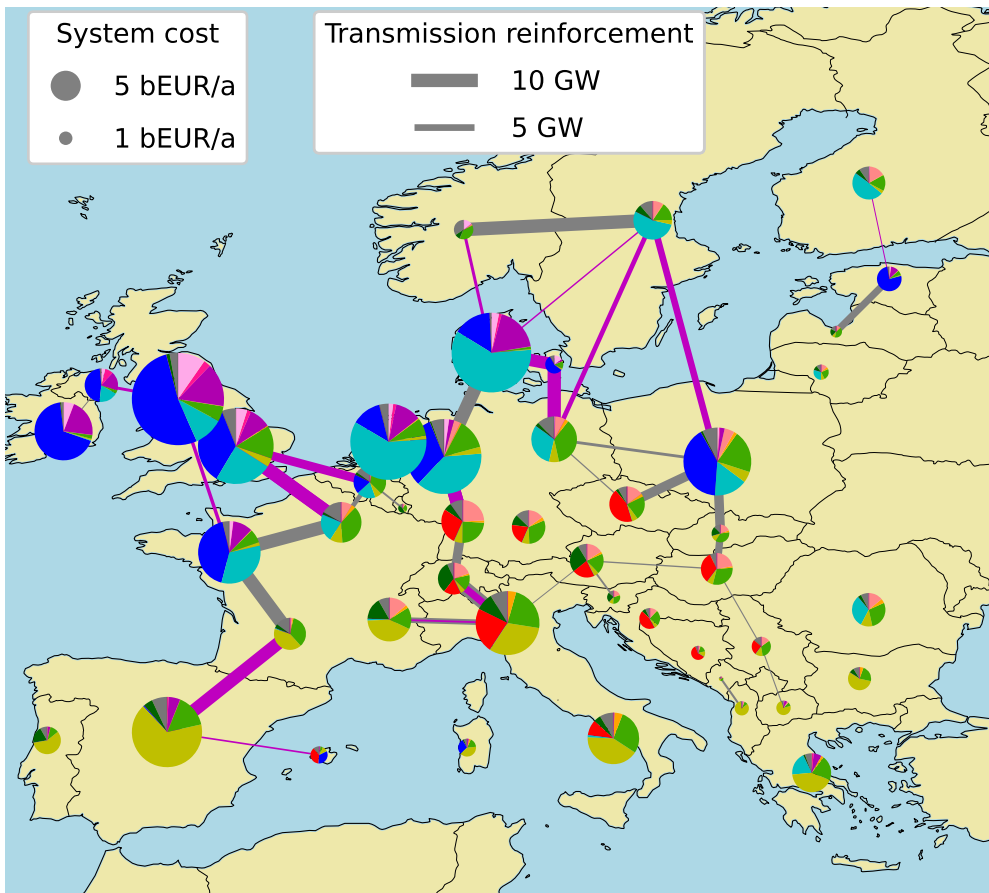 System cost
5 bEUR/a
1 bEUR/a
Transmission reinforcement
10 GW
5 GW